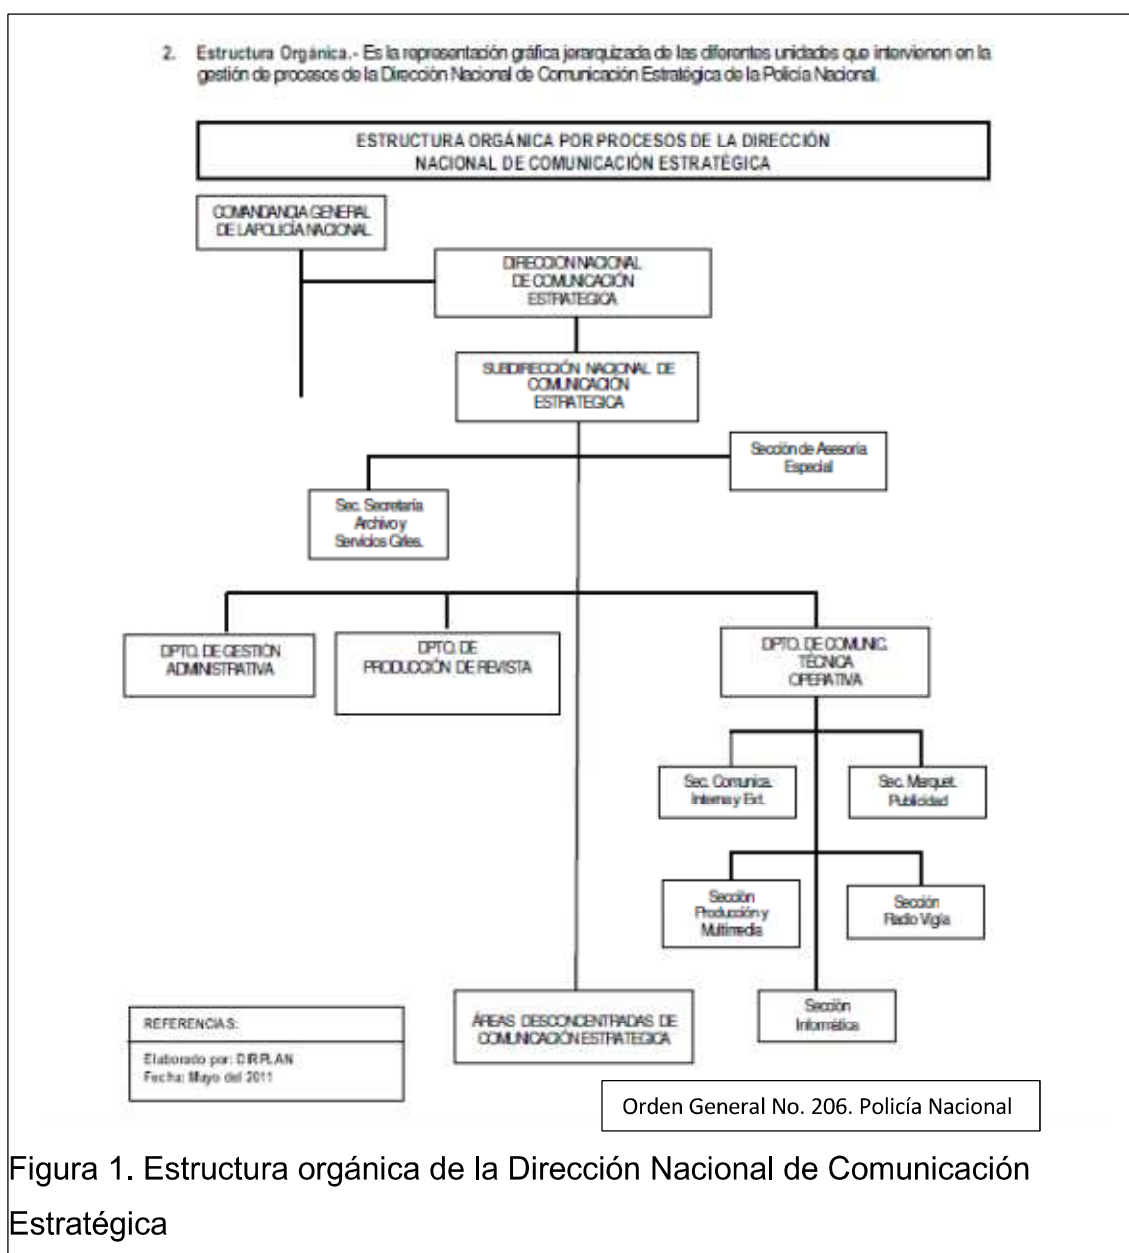 2. Estructura Orgánica.- Es la representación gráfica jerarquizada de las diferentes unidades que intervienen en la
gestión de procesos de la Dirección Nacional de Comunicación Estratégica de la Policía Nacional.
ESTRUCTURA ORGÁNICA POR PROCESOS DE LA DIRECCIÓN
NACIONAL DE COMUNICACIÓN ESTRATÉGICA
COMANDANCIA GENERAL
DE LA POLICÍA NACIONAL
DIRECCION NACIONAL
DE COMUNICACIÓN
ESTRATEGICA
SUBDIRECCIÓN NACIONAL DE
COMUNICACIÓN
ESTRATEGICA
Sección de Asesoria
Especial
Sec. Secretaría
Archivo y
Servicios Grles.
DPTO. DE GESTIÓN
ADMINISTRATIVA
DPTO. DE
PRODUCCIÓN DE REVISTA
DPTO. DE COMUNIC.
TÉCNICA
OPERATIVA
Sec. Comunica.
Interna y Ext.
Sec. Marquet.
Publicidad
Sección
Producción y
Multimedia
Sección
Radio Vigía
ÁREAS DESCONCENTRADAS DE
COMUNICACIÓN ESTRATEGICA
Sección
Informática
REFERENCIAS:
Elaborado por: DIRPLAN
Fecha: Mayo del 2011
Orden General No. 206. Policía Nacional
Figura 1. Estructura orgánica de la Dirección Nacional de Comunicación
Estratégica